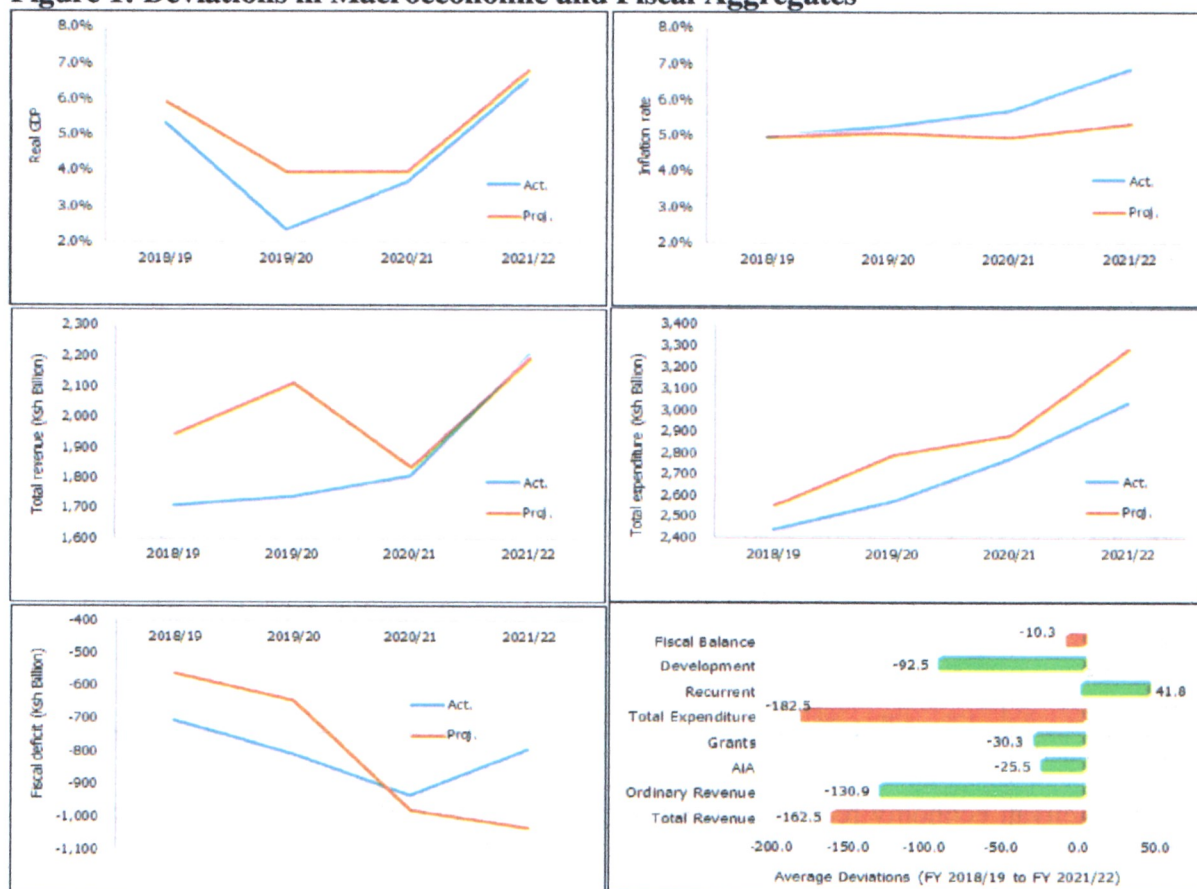 Figure 1: Deviations in Macroeconomic and Fiscal Aggregates
8.0%
7.0%
6.0%
5.0%
4.0%
3.0%
2.0%
Real GDP
Act.
Proj.
2018/19 2019/20 2020/21 2021/22
8.0%
7.0%
6.0%
5.0%
4.0%
3.0%
2.0%
Inflation rate
Act.
Proj.
2018/19 2019/20 2020/21 2021/22
2,300
2,200
2,100
2,000
1,900
1,800
1,700
1,600
Total revenue (Ksh Billion)
Act.
Proj.
2018/19 2019/20 2020/21 2021/22
3,400
3,300
3,200
3,100
3,000
2,900
2,800
2,700
2,600
2,500
2,400
Total expenditure (Ksh Billion)
Act.
Proj.
2018/19 2019/20 2020/21 2021/22
-400
-500
-600
-700
-800
-900
-1,000
-1,100
Fiscal deficit (Ksh Billion)
2018/19 2019/20 2020/21 2021/22
Act.
Proj.
Fiscal Balance -10.3
Development -92.5
Recurrent 41.8
Total Expenditure -182.5
Grants -30.3
AIA -25.5
Ordinary Revenue -130.9
Total Revenue -162.5
-200.0 -150.0 -100.0 -50.0 0.0 50.0
Average Deviations (FY 2018/19 to FY 2021/22)